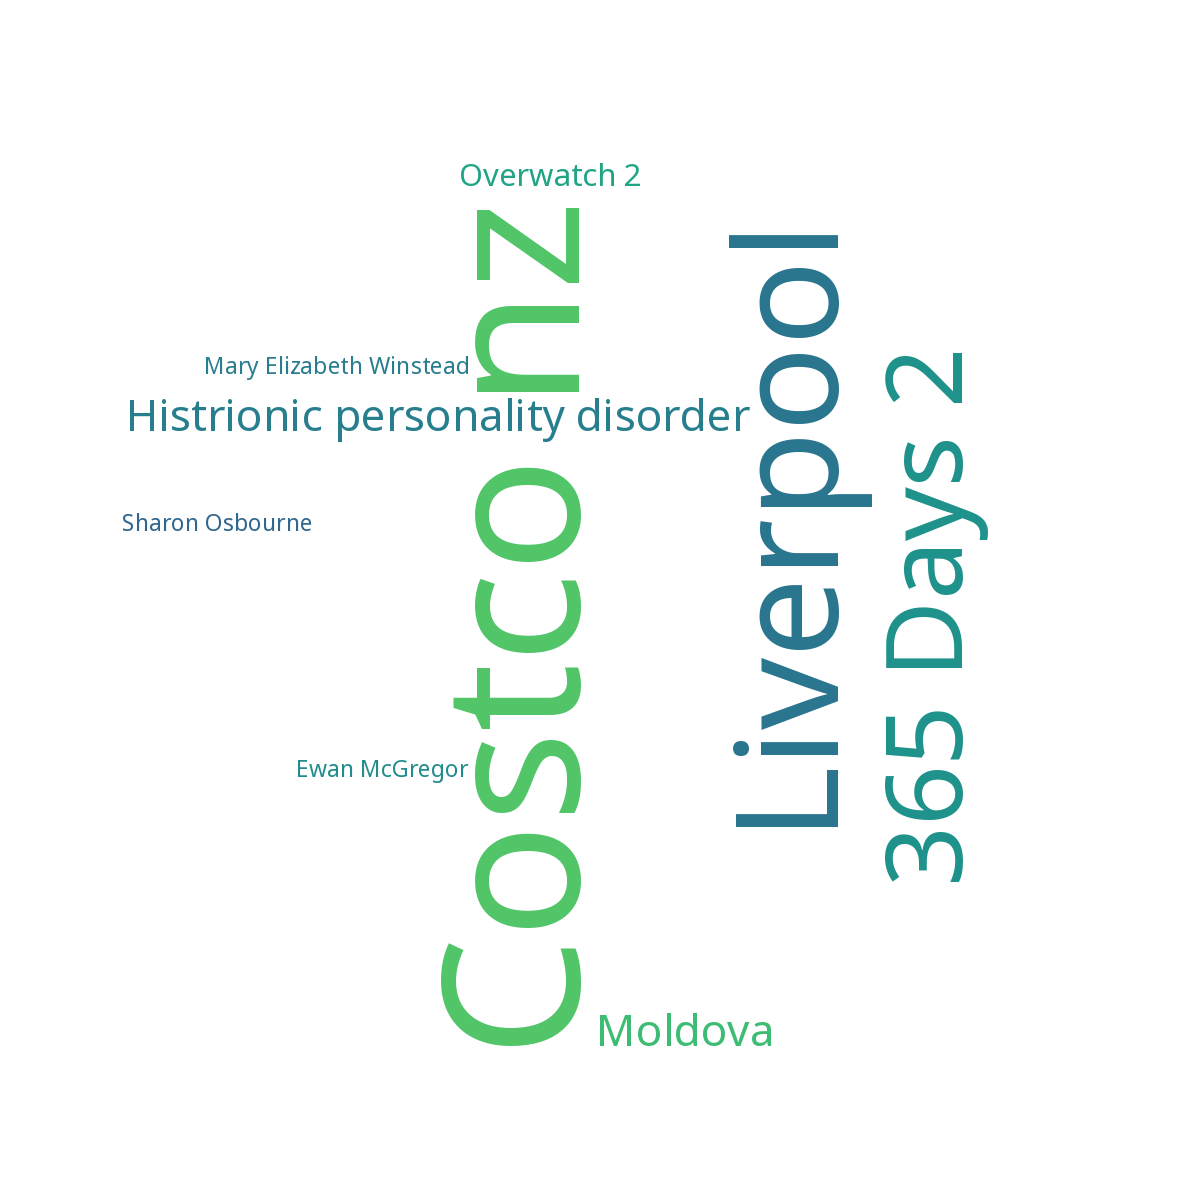 Overwatch 2
Costco nz
Liverpool
365 Days 2
Mary Elizabeth Winstead
Histrionic personality disorder
Sharon Osbourne
Ewan McGregor
Moldova